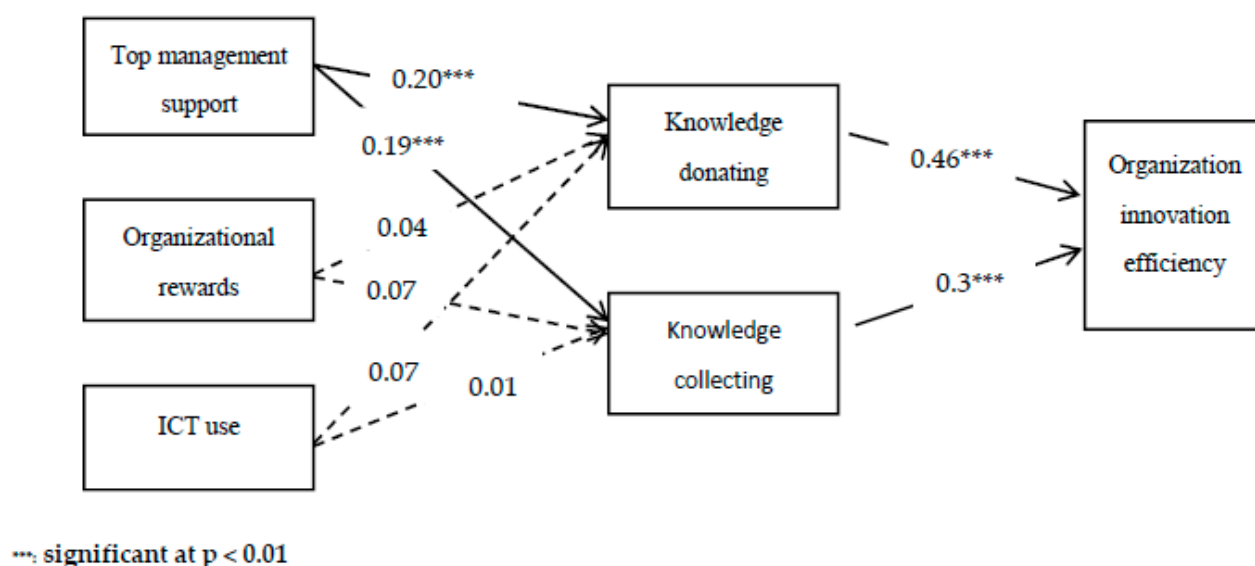 Top management
support
Organizational
rewards
ICT use
0.20***
0.19***
0.04
0.07
0.07
0.01
Knowledge
donating
Knowledge
collecting
0.46***
0.3***
Organization
innovation
efficiency
***: significant at p < 0.01